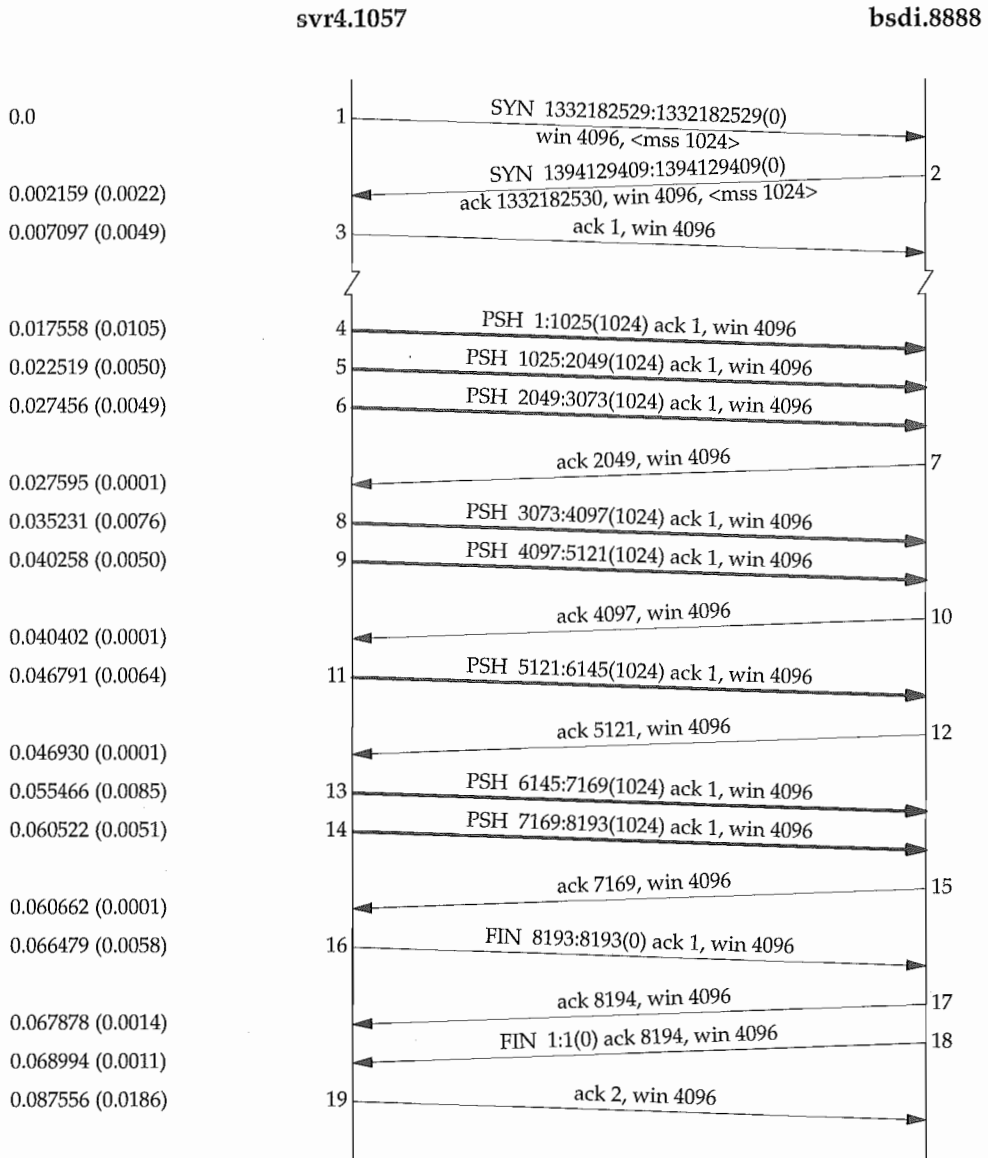 svr4.1057 bsdi.8888
0.0 1 SYN 1332182529:1332182529(0)
win 4096, <mss 1024>
SYN 1394129409:1394129409(0) 2
0.002159 (0.0022) ack 1332182530, win 4096, <mss 1024>
0.007097 (0.0049) 3 ack 1, win 4096
0.017558 (0.0105) 4 PSH 1:1025(1024) ack 1, win 4096
0.022519 (0.0050) 5 PSH 1025:2049(1024) ack 1, win 4096
0.027456 (0.0049) 6 PSH 2049:3073(1024) ack 1, win 4096
ack 2049, win 4096 7
0.027595 (0.0001)
0.035231 (0.0076) 8 PSH 3073:4097(1024) ack 1, win 4096
0.040258 (0.0050) 9 PSH 4097:5121(1024) ack 1, win 4096
ack 4097, win 4096 10
0.040402 (0.0001)
0.046791 (0.0064) 11 PSH 5121:6145(1024) ack 1, win 4096
ack 5121, win 4096 12
0.046930 (0.0001)
0.055466 (0.0085) 13 PSH 6145:7169(1024) ack 1, win 4096
0.060522 (0.0051) 14 PSH 7169:8193(1024) ack 1, win 4096
ack 7169, win 4096 15
0.060662 (0.0001)
0.066479 (0.0058) 16 FIN 8193:8193(0) ack 1, win 4096
ack 8194, win 4096 17
0.067878 (0.0014)
FIN 1:1(0) ack 8194, win 4096 18
0.068994 (0.0011)
0.087556 (0.0186) 19 ack 2, win 4096